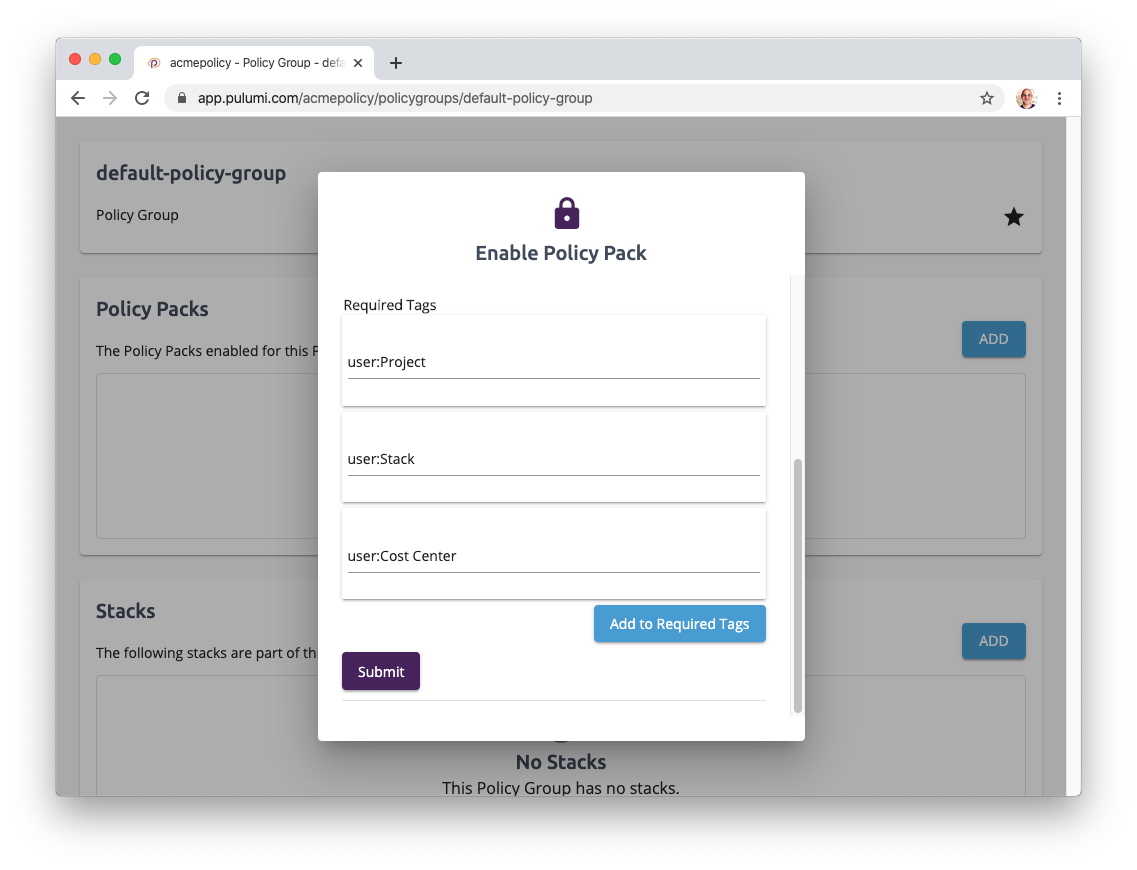 acmepolicy - Policy Group - defa
app.pulumi.com/acmepolicy/policygroups/default-policy-group
default-policy-group
Policy Group
Enable Policy Pack
Policy Packs
The Policy Packs enabled for this P
ADD
Required Tags
user:Project
user:Stack
user:Cost Center
Add to Required Tags
Submit
Stacks
The following stacks are part of th
ADD
No Stacks
This Policy Group has no stacks.